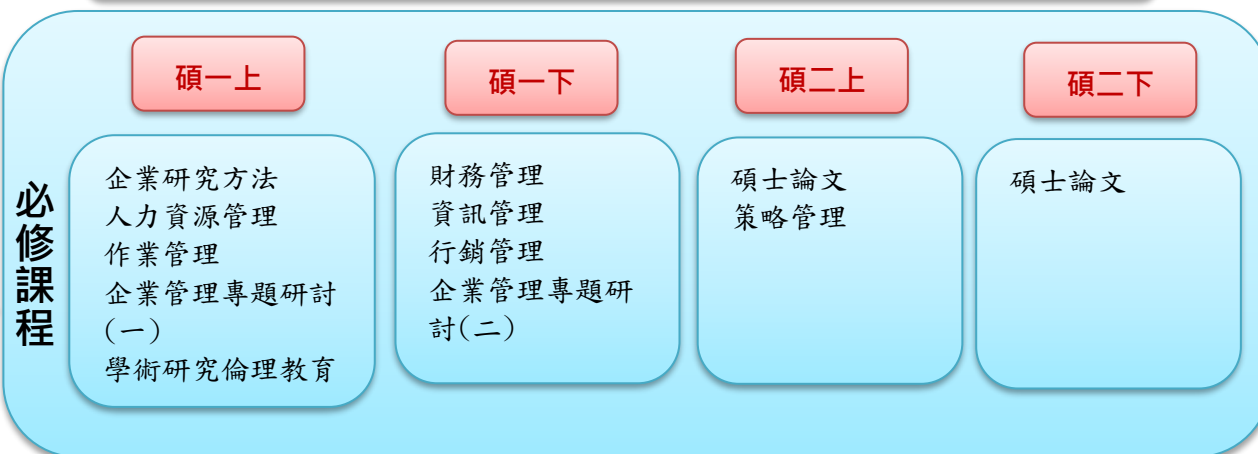 碩一上
碩一下
碩二上
碩二下
必修課程
企業研究方法
人力資源管理
作業管理
企業管理專題研討
(一)
學術研究倫理教育
財務管理
資訊管理
行銷管理
企業管理專題研
討(二)
碩士論文
策略管理
碩士論文